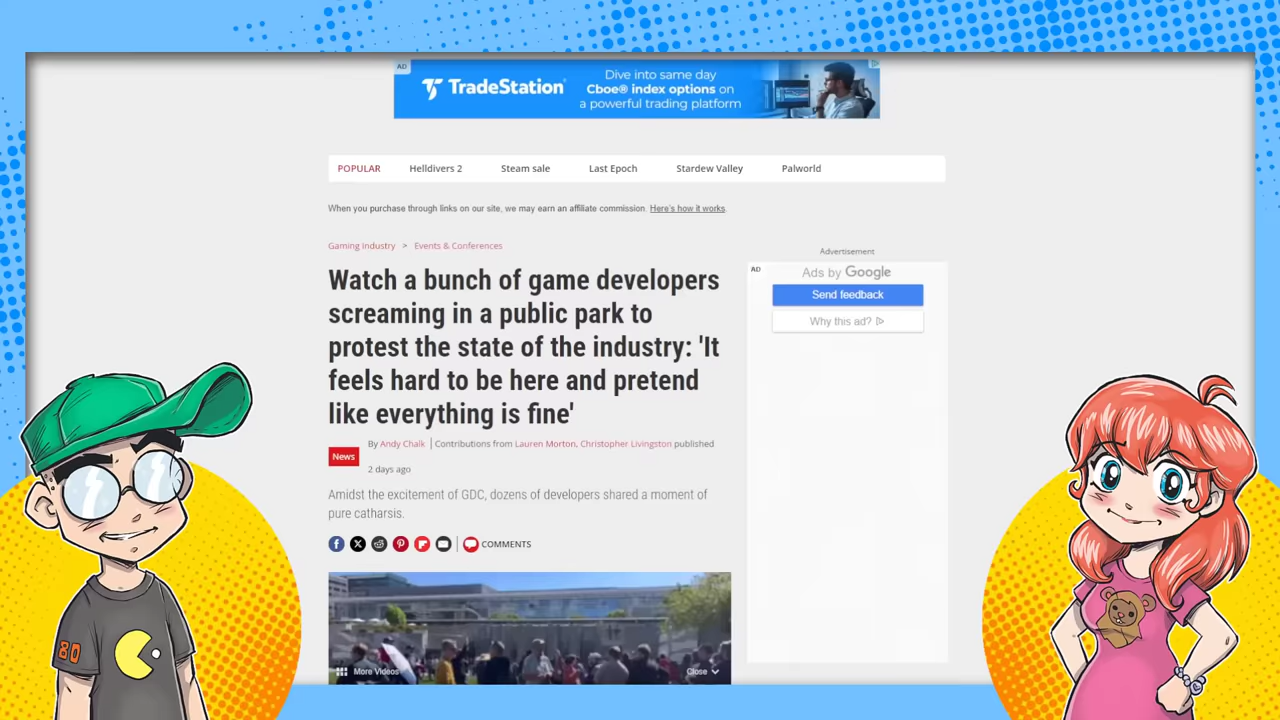 AD
TradeStation
Dive into same day
Cboe® index options on
a powerful trading platform
POPULAR Helldivers 2 Steam sale Last Epoch Stardew Valley Palworld
When you purchase through links on our site, we may earn an affiliate commission. Here's how it works.
Gaming Industry > Events & Conferences
Watch a bunch of game developers
screaming in a public park to
protest the state of the industry: 'It
feels hard to be here and pretend
like everything is fine'
News
By Andy Chalk | Contributions from Lauren Morton, Christopher Livingston published
2 days ago
Amidst the excitement of GDC, dozens of developers shared a moment of
pure catharsis.
COMMENTS
More Videos
Close
Advertisement
AD
Ads by Google
Send feedback
Why this ad?
80